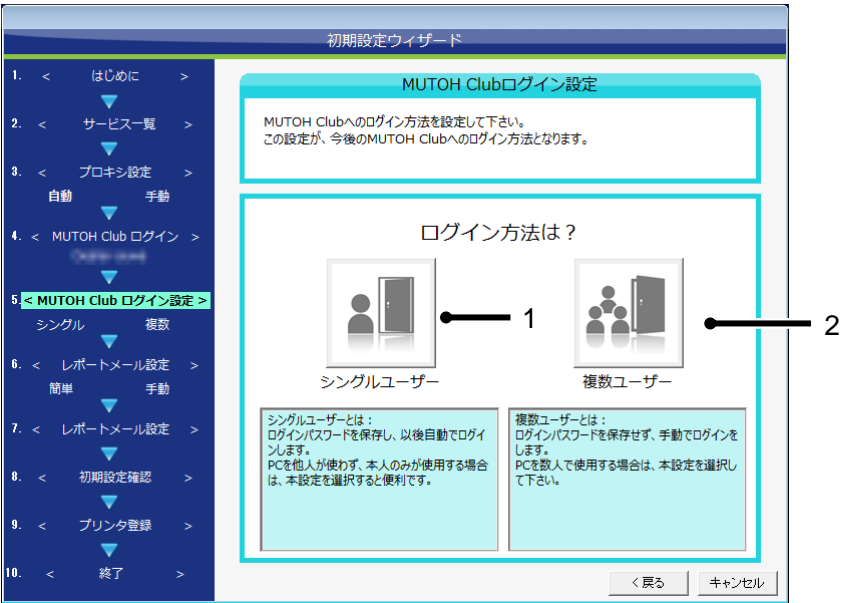 初期設定ウィザード
1. < はじめに >
2. < サービス一覧 >
3. < プロキシ設定 >
自動 手動
4. < MUTOH Club ログイン >
5. < MUTOH Club ログイン設定 >
シングル 複数
6. < レポートメール設定 >
簡単 手動
7. < レポートメール設定 >
8. < 初期設定確認 >
9. < プリンタ登録 >
10. < 終了 >
MUTOH Clubログイン設定
MUTOH Clubへのログイン方法を設定して下さい。
この設定が、今後のMUTOH Clubへのログイン方法となります。
ログイン方法は？
1
2
シングルユーザー
複数ユーザー
シングルユーザーとは：
ログインパスワードを保存し、以後自動でログイ
ンします。
PCを他人が使わず、本人のみが使用する場合
は、本設定を選択すると便利です。
複数ユーザーとは：
ログインパスワードを保存せず、手動でログインを
します。
PCを数人で使用する場合は、本設定を選択し
て下さい。
<戻る
キャンセル